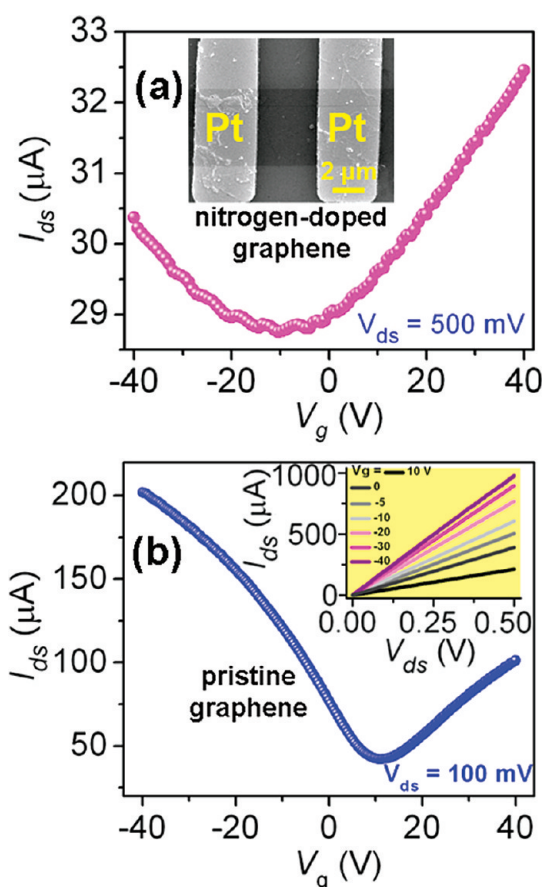 33
32
31
30
29
I_ds (μA)
(a)
Pt
Pt
2 μm
nitrogen-doped
graphene
V_ds = 500 mV
-40
-20
0
20
40
V_g (V)
200
150
100
50
I_ds (μA)
(b)
pristine
graphene
V_ds = 100 mV
1000
500
0
I_ds (μA)
Vg = 10 V
0
-5
-10
-20
-30
-40
0.00
0.25
0.50
V_ds (V)
-40
-20
0
20
40
V_g (V)